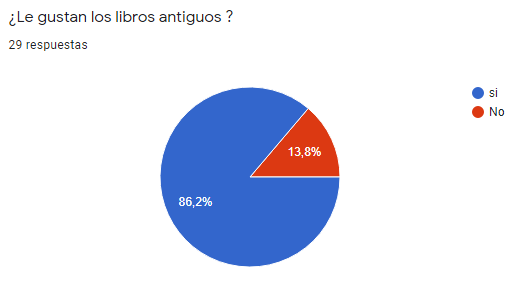 ¿Le gustan los libros antiguos ?
29 respuestas
si
No
13,8%
86,2%